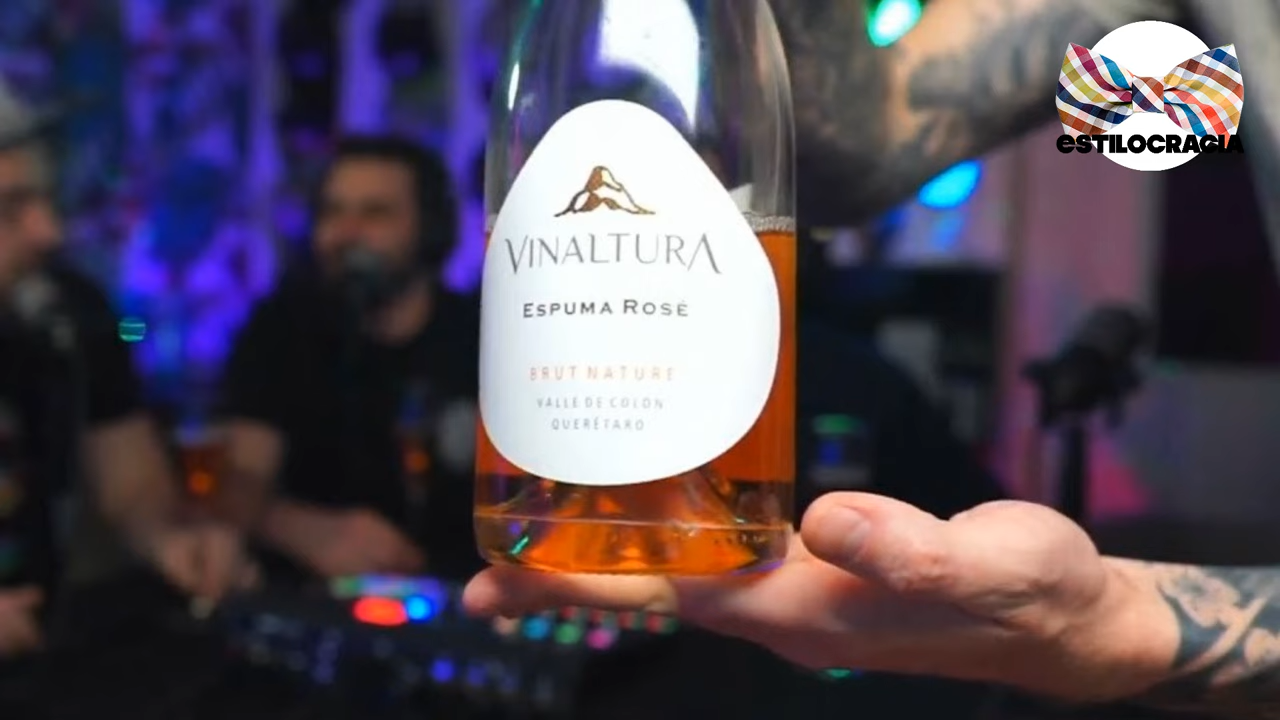 VINALTURA
ESPUMA ROSÉ
BRUT NATURE
VALLE DE COLÓN
QUERÉTARO
eSTILOCRACIA